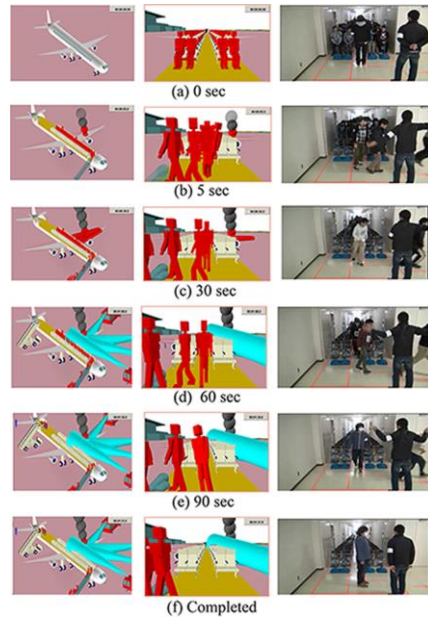 (a) 0 sec
(b) 5 sec
(c) 30 sec
(d) 60 sec
(e) 90 sec
(f) Completed